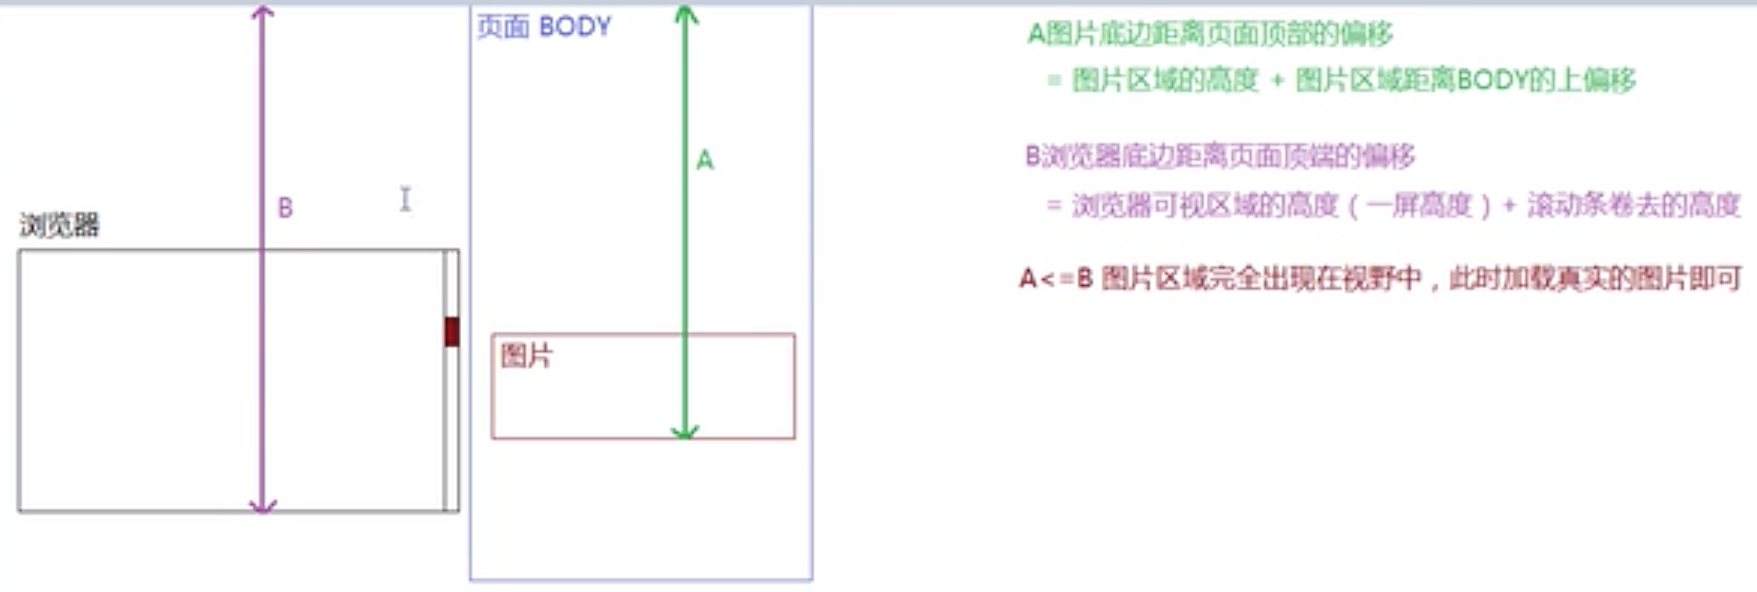 页面 BODY
A图片底边距离页面顶部的偏移
= 图片区域的高度 + 图片区域距离BODY的上偏移
A
B浏览器底边距离页面顶端的偏移
= 浏览器可视区域的高度 ( 一屏高度 ) + 滚动条卷去的高度
B
浏览器
A<=B 图片区域完全出现在视野中，此时加载真实的图片即可
图片